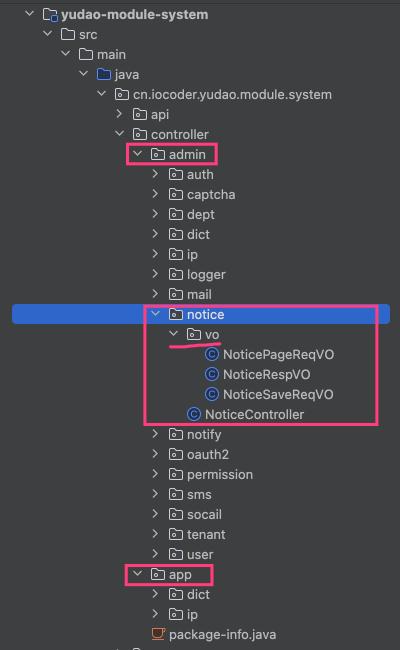 yudao-module-system
src
main
java
cn.iocoder.yudao.module.system
api
controller
admin
auth
captcha
dept
dict
ip
logger
mail
notice
vo
NoticePageReqVO
NoticeRespVO
NoticeSaveReqVO
NoticeController
notify
oauth2
permission
sms
socail
tenant
user
app
dict
ip
package-info.java